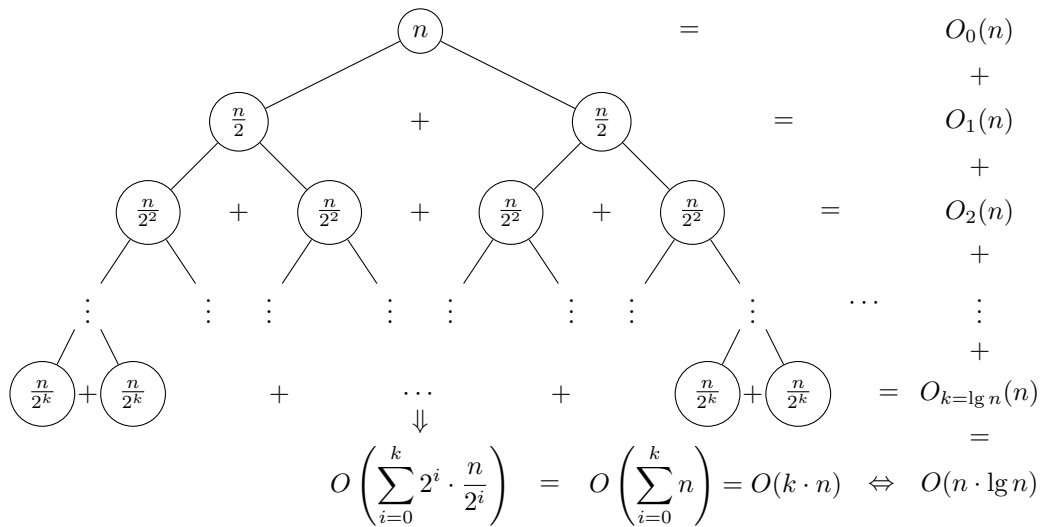 n = O_0(n)
+
n/2 + n/2 = O_1(n)
+
n/2^2 + n/2^2 + n/2^2 + n/2^2 = O_2(n)
+
⋮ ⋮ ⋮ ⋮ ⋮ ⋮ ⋮ ⋮ ⋯ ⋮
+
n/2^k + n/2^k + ⋯ + n/2^k + n/2^k = O_{k=lg n}(n)
⇓ =
O(∑_{i=0}^{k} 2^i · n/2^i) = O(∑_{i=0}^{k} n) = O(k · n) ⇔ O(n · lg n)